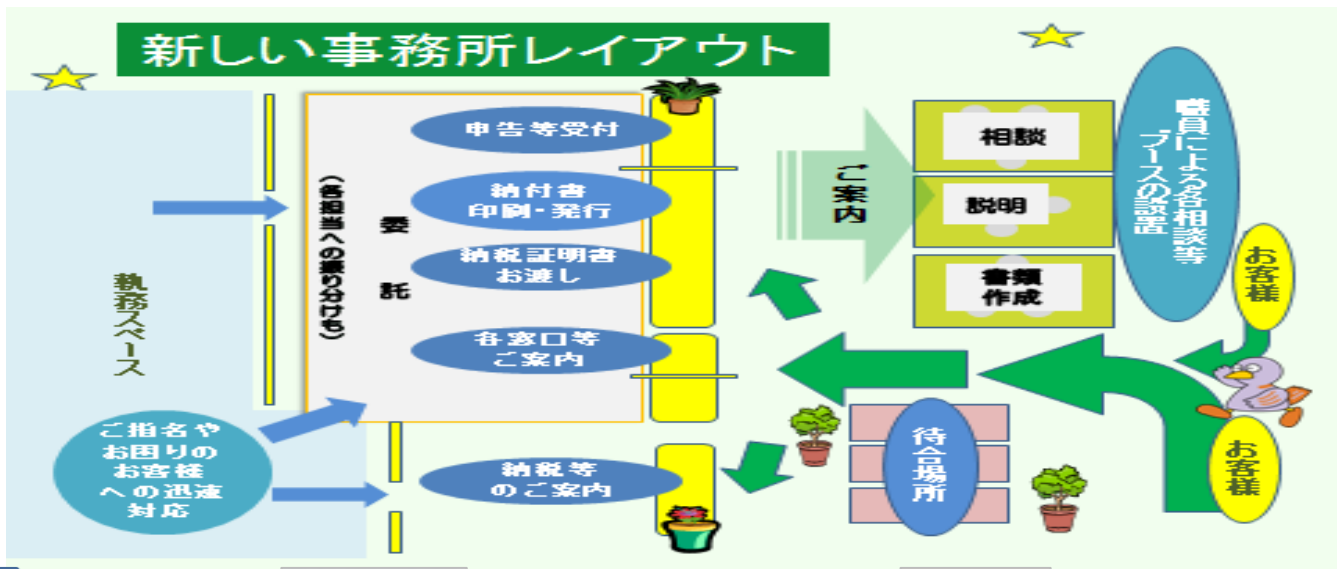 新しい事務所レイアウト
執務スペース
ご指名や
お困りの
お客様
への迅速
対応
（各担当への振り分けも）
委託
申告等受付
納付書
印刷・発行
納税証明書
お渡し
各窓口等
ご案内
納税等
のご案内
ご案内
相談
説明
書類
作成
職員による各相談等
ブースの設置
お客様
待合場所
お客様